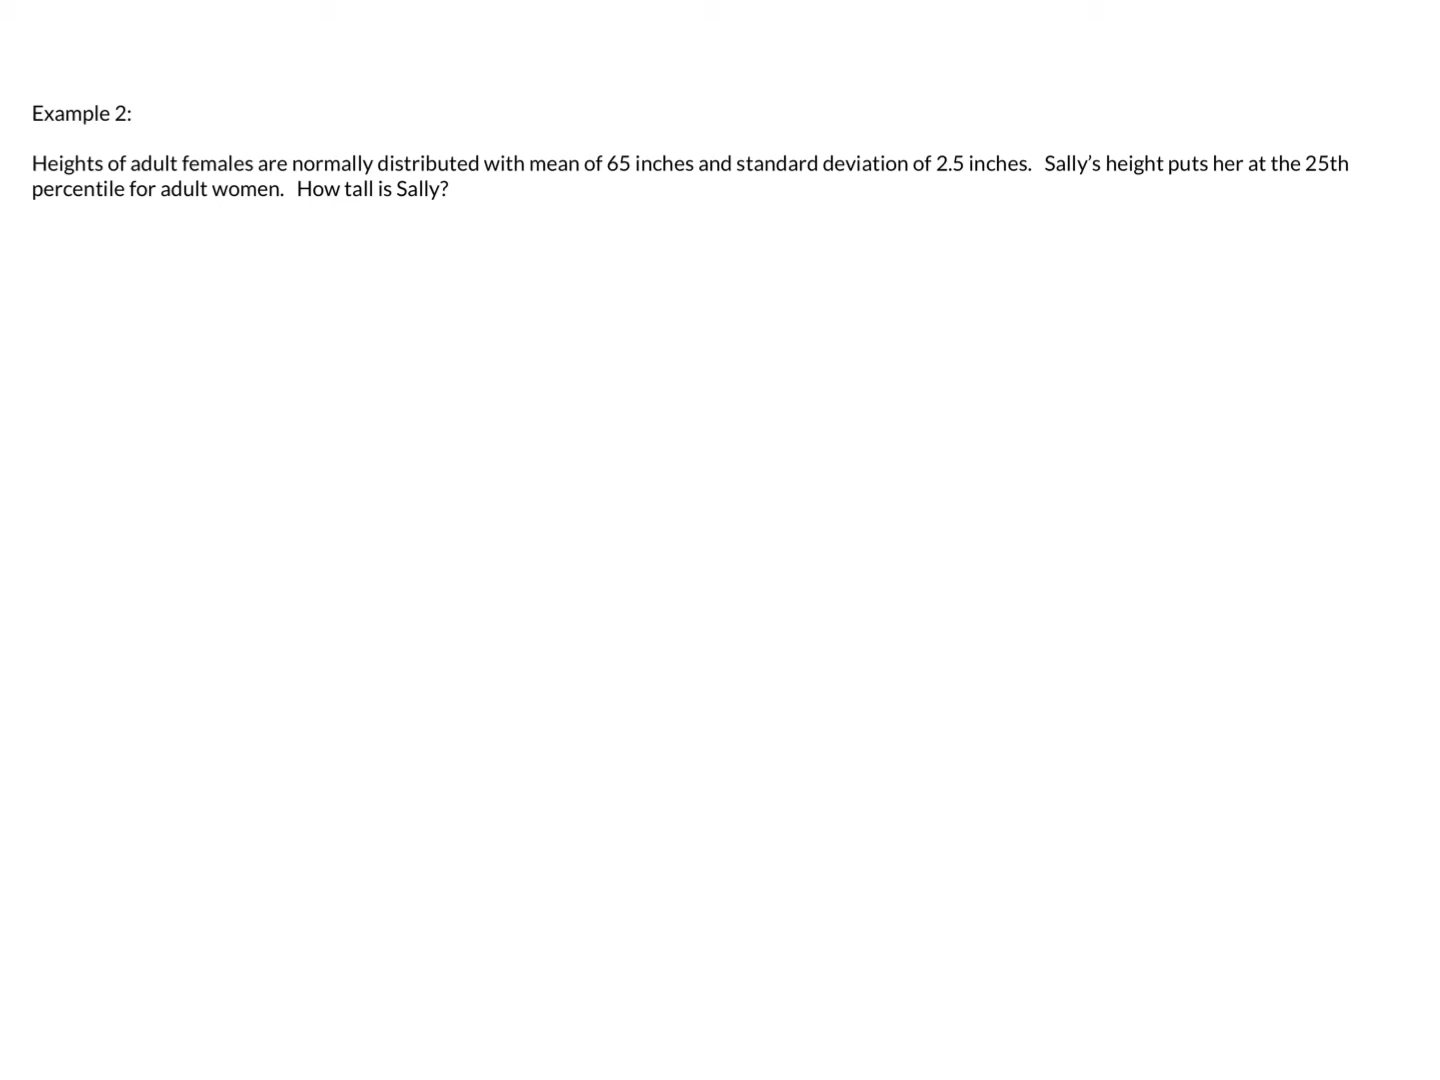 Example 2:
Heights of adult females are normally distributed with mean of 65 inches and standard deviation of 2.5 inches.  Sally’s height puts her at the 25th
percentile for adult women.  How tall is Sally?